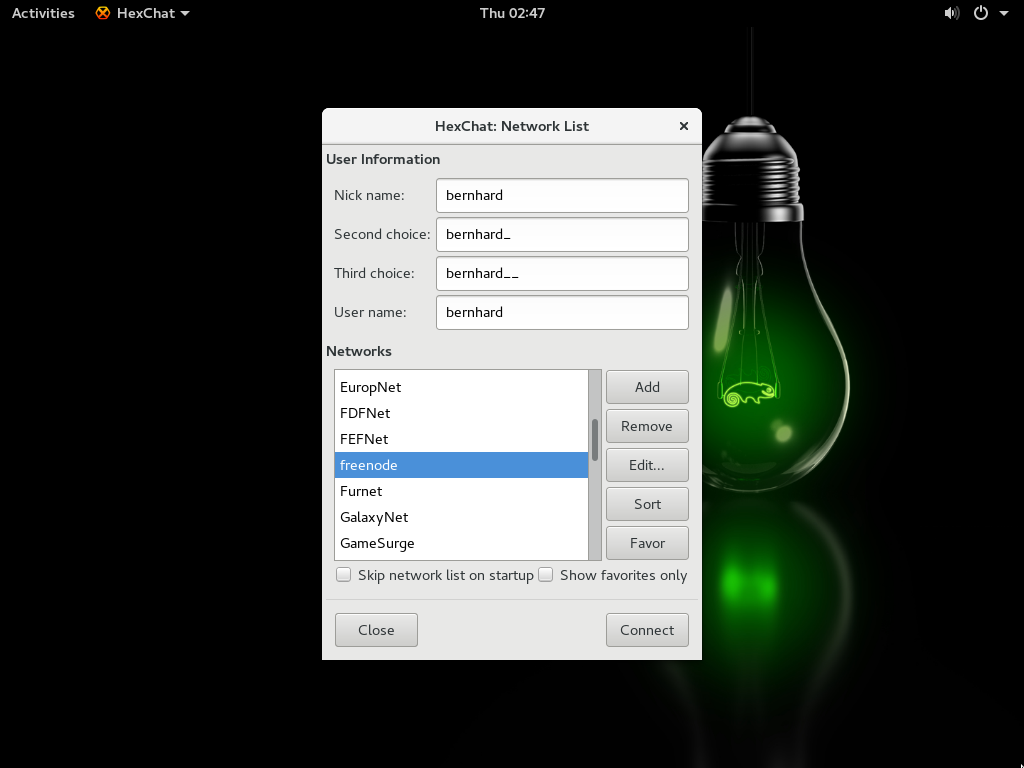 Activities HexChat Thu 02:47
HexChat: Network List
User Information
Nick name: bernhard
Second choice: bernhard_
Third choice: bernhard__
User name: bernhard
Networks
EuropNet Add
FDFNet
FEFNet Remove
freenode Edit...
Furnet
GalaxyNet Sort
GameSurge Favor
Skip network list on startup Show favorites only
Close Connect